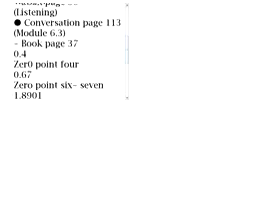 (Listening)
● Conversation page 113
(Module 6.3)
- Book page 37
0.4
Zer0 point four
0.67
Zero point six- seven
1.8901